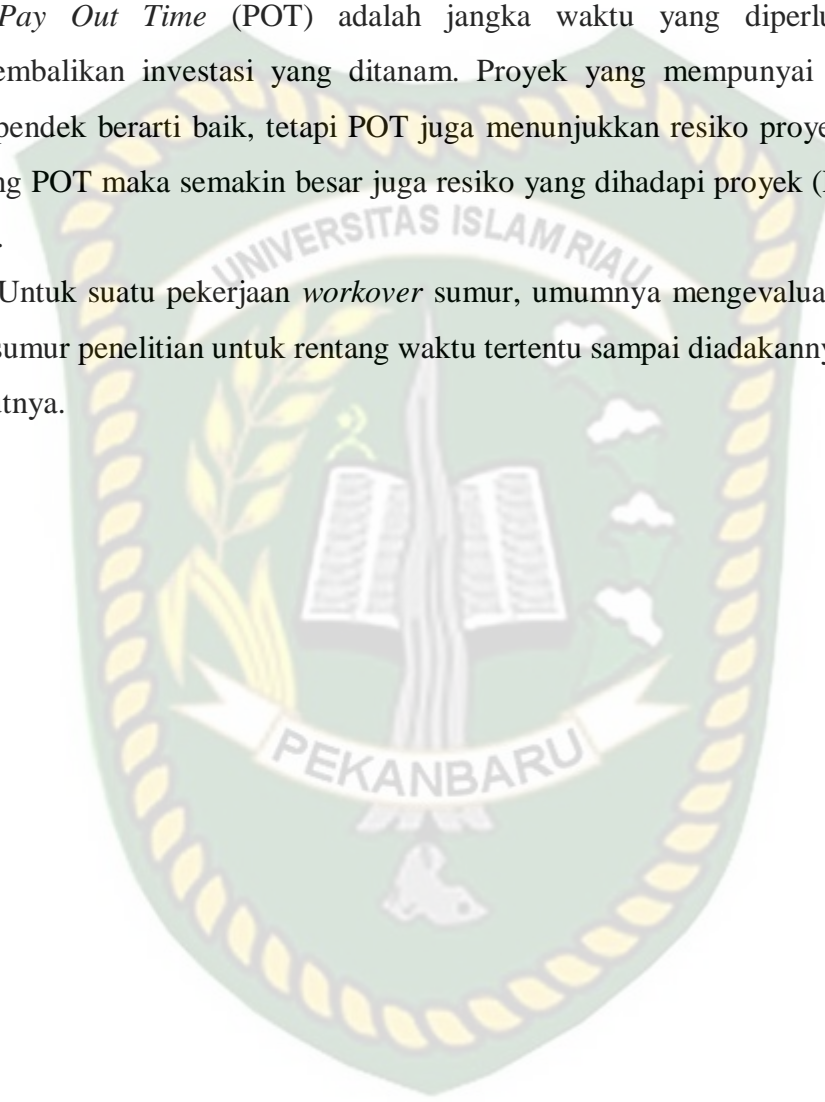 Pay Out Time (POT) adalah jangka waktu yang diperlu
embalikan investasi yang ditanam. Proyek yang mempunyai
pendek berarti baik, tetapi POT juga menunjukkan resiko proye
ng POT maka semakin besar juga resiko yang dihadapi proyek (
.
Untuk suatu pekerjaan workover sumur, umumnya mengevalua
sumur penelitian untuk rentang waktu tertentu sampai diadakanny
utnya.
UNIVERSITAS ISLAM RIAU
PEKANBARU